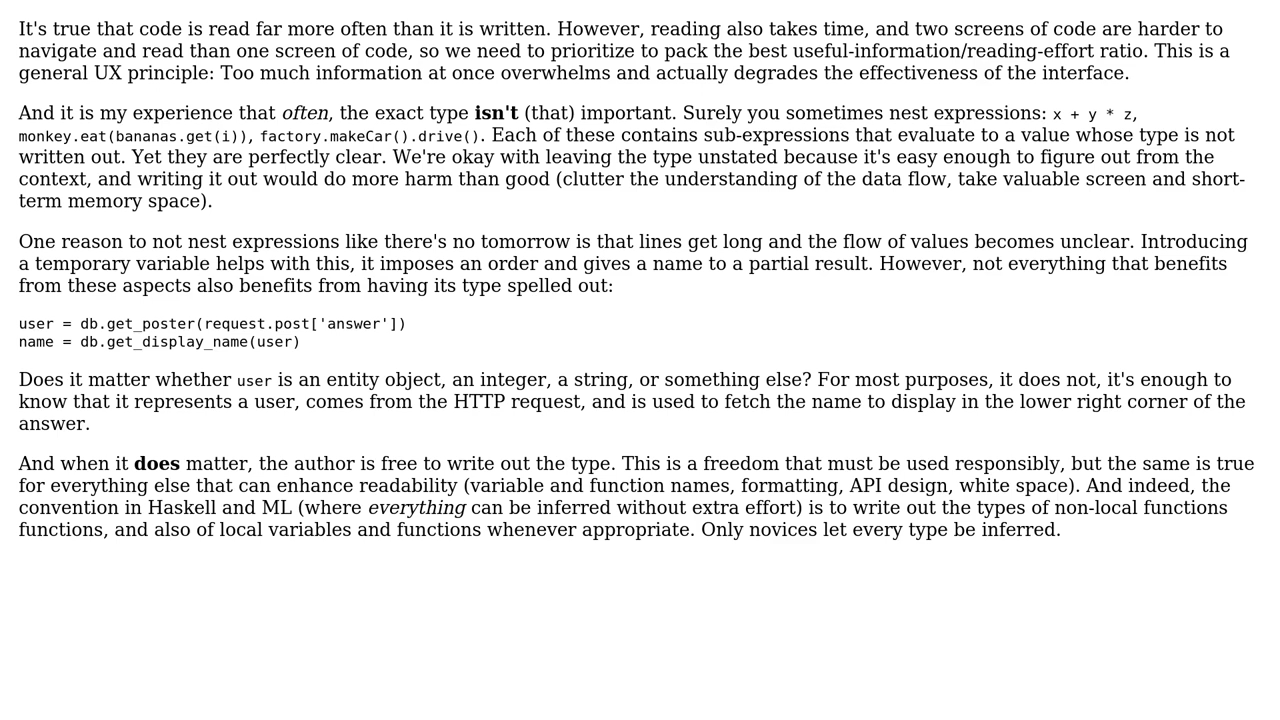 It's true that code is read far more often than it is written. However, reading also takes time, and two screens of code are harder to
navigate and read than one screen of code, so we need to prioritize to pack the best useful-information/reading-effort ratio. This is a
general UX principle: Too much information at once overwhelms and actually degrades the effectiveness of the interface.
And it is my experience that often, the exact type isn't (that) important. Surely you sometimes nest expressions: x + y * z,
monkey.eat(bananas.get(i)), factory.makeCar().drive(). Each of these contains sub-expressions that evaluate to a value whose type is not
written out. Yet they are perfectly clear. We're okay with leaving the type unstated because it's easy enough to figure out from the
context, and writing it out would do more harm than good (clutter the understanding of the data flow, take valuable screen and short-
term memory space).
One reason to not nest expressions like there's no tomorrow is that lines get long and the flow of values becomes unclear. Introducing
a temporary variable helps with this, it imposes an order and gives a name to a partial result. However, not everything that benefits
from these aspects also benefits from having its type spelled out:
user = db.get_poster(request.post['answer'])
name = db.get_display_name(user)
Does it matter whether user is an entity object, an integer, a string, or something else? For most purposes, it does not, it's enough to
know that it represents a user, comes from the HTTP request, and is used to fetch the name to display in the lower right corner of the
answer.
And when it does matter, the author is free to write out the type. This is a freedom that must be used responsibly, but the same is true
for everything else that can enhance readability (variable and function names, formatting, API design, white space). And indeed, the
convention in Haskell and ML (where everything can be inferred without extra effort) is to write out the types of non-local functions
functions, and also of local variables and functions whenever appropriate. Only novices let every type be inferred.